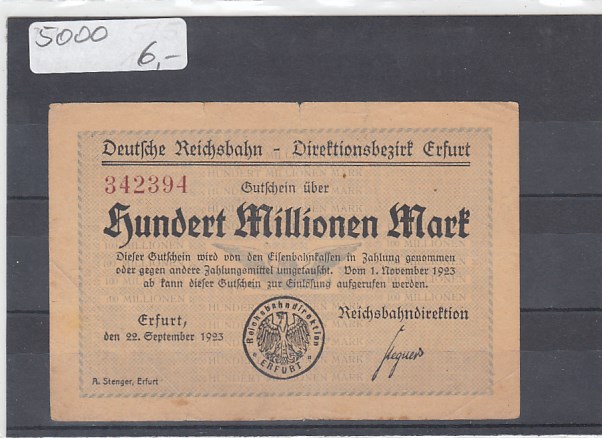 5000
6,-
Deutsche Reichsbahn - Direktionsbezirk Erfurt
342394
Gutschein über
Hundert Millionen Mark
Dieser Gutschein wird von den Eisenbahnkassen in Zahlung genommen
oder gegen andere Zahlungsmittel umgetauscht. Vom 1. November 1923
ab kann dieser Gutschein zur Einlösung aufgerufen werden.
Erfurt,
den 22. September 1923
Reichsbahndirektion
Reichsbahndirektion
* ERFURT *
R. Stenger, Erfurt